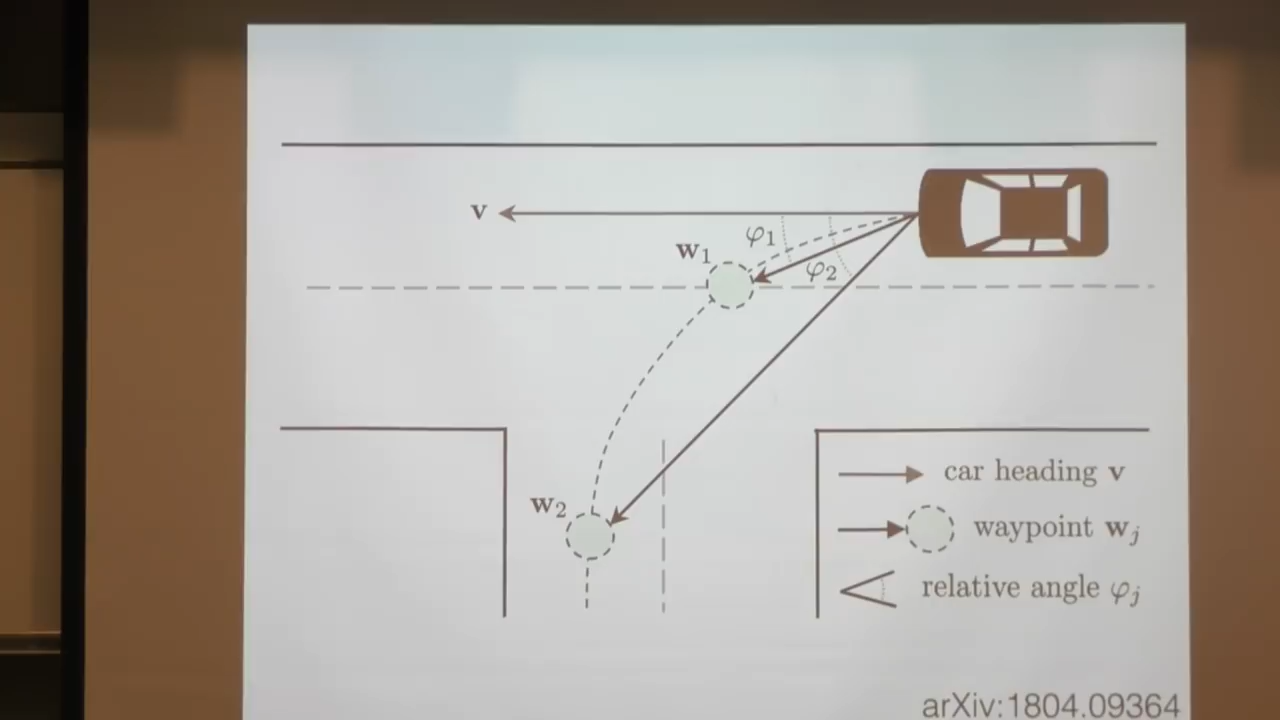 v
φ₁
w₁
φ₂
w₂
car heading v
waypoint wⱼ
relative angle φⱼ
arXiv:1804.09364